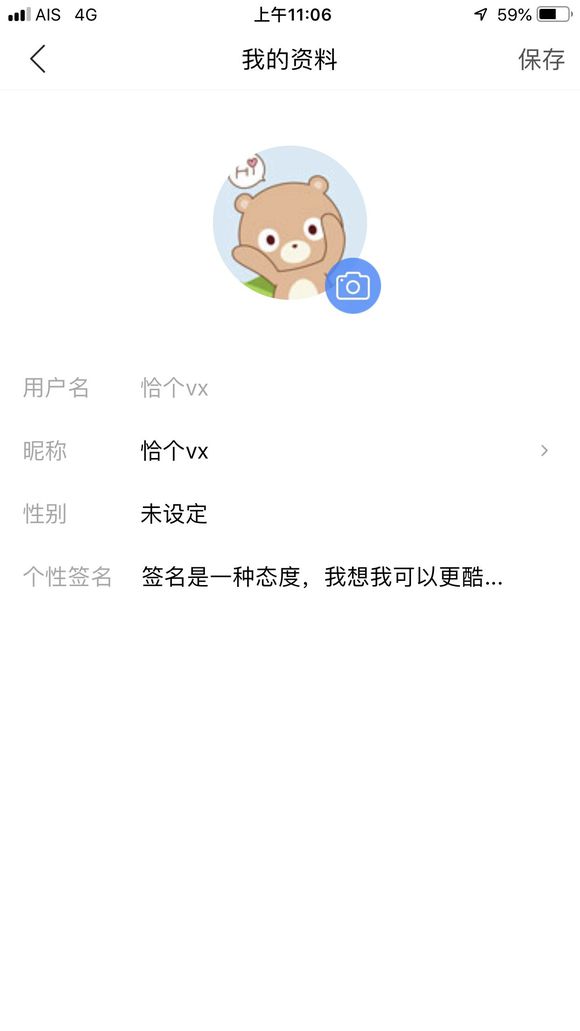 AIS 4G 上午11:06 59%
我的资料 保存
Hi
用户名 恰个vx
昵称 恰个vx
性别 未设定
个性签名 签名是一种态度，我想我可以更酷...